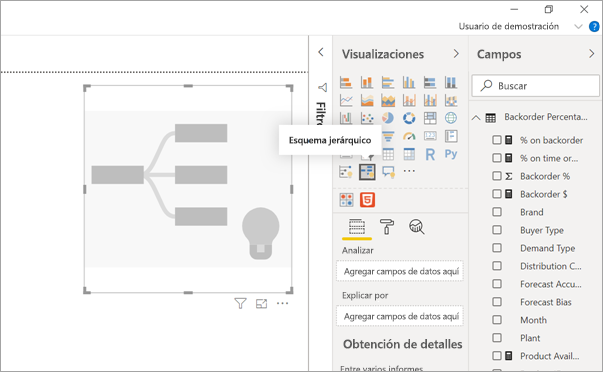 Usuario de demostración
?
Visualizaciones
Campos
Buscar
Filtro
Esquema jerárquico
R Py
5
Analizar
Agregar campos de datos aquí
Explicar por
Agregar campos de datos aquí
Obtención de detalles
Entre varios informes
Backorder Percenta...
% on backorder
% on time or...
Σ Backorder %
Backorder $
Brand
Buyer Type
Demand Type
Distribution C...
Forecast Accu...
Forecast Bias
Month
Plant
Product Avail...